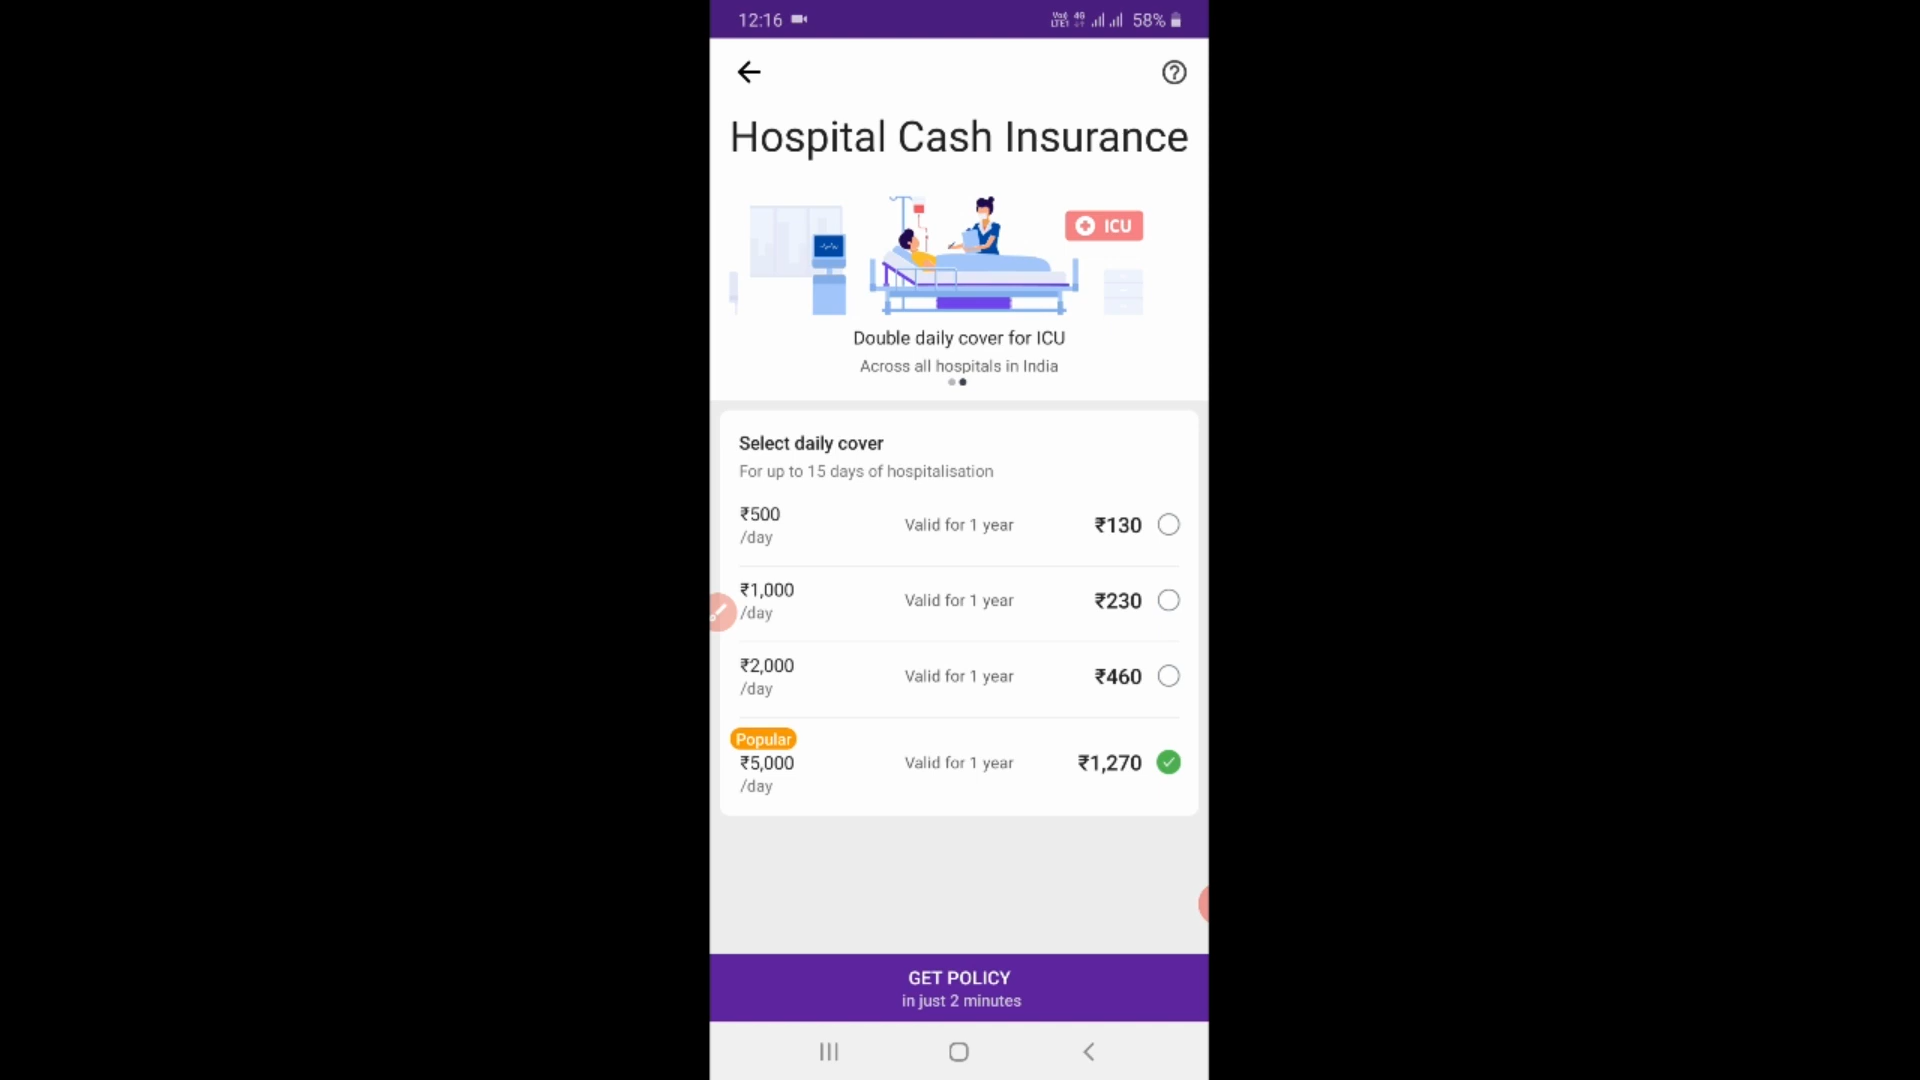 12:16
LTE1 4G 58%
Hospital Cash Insurance
ICU
Double daily cover for ICU
Across all hospitals in India
Select daily cover
For up to 15 days of hospitalisation
₹500
/day
Valid for 1 year
₹130
₹1,000
/day
Valid for 1 year
₹230
₹2,000
/day
Valid for 1 year
₹460
Popular
₹5,000
/day
Valid for 1 year
₹1,270
GET POLICY
in just 2 minutes